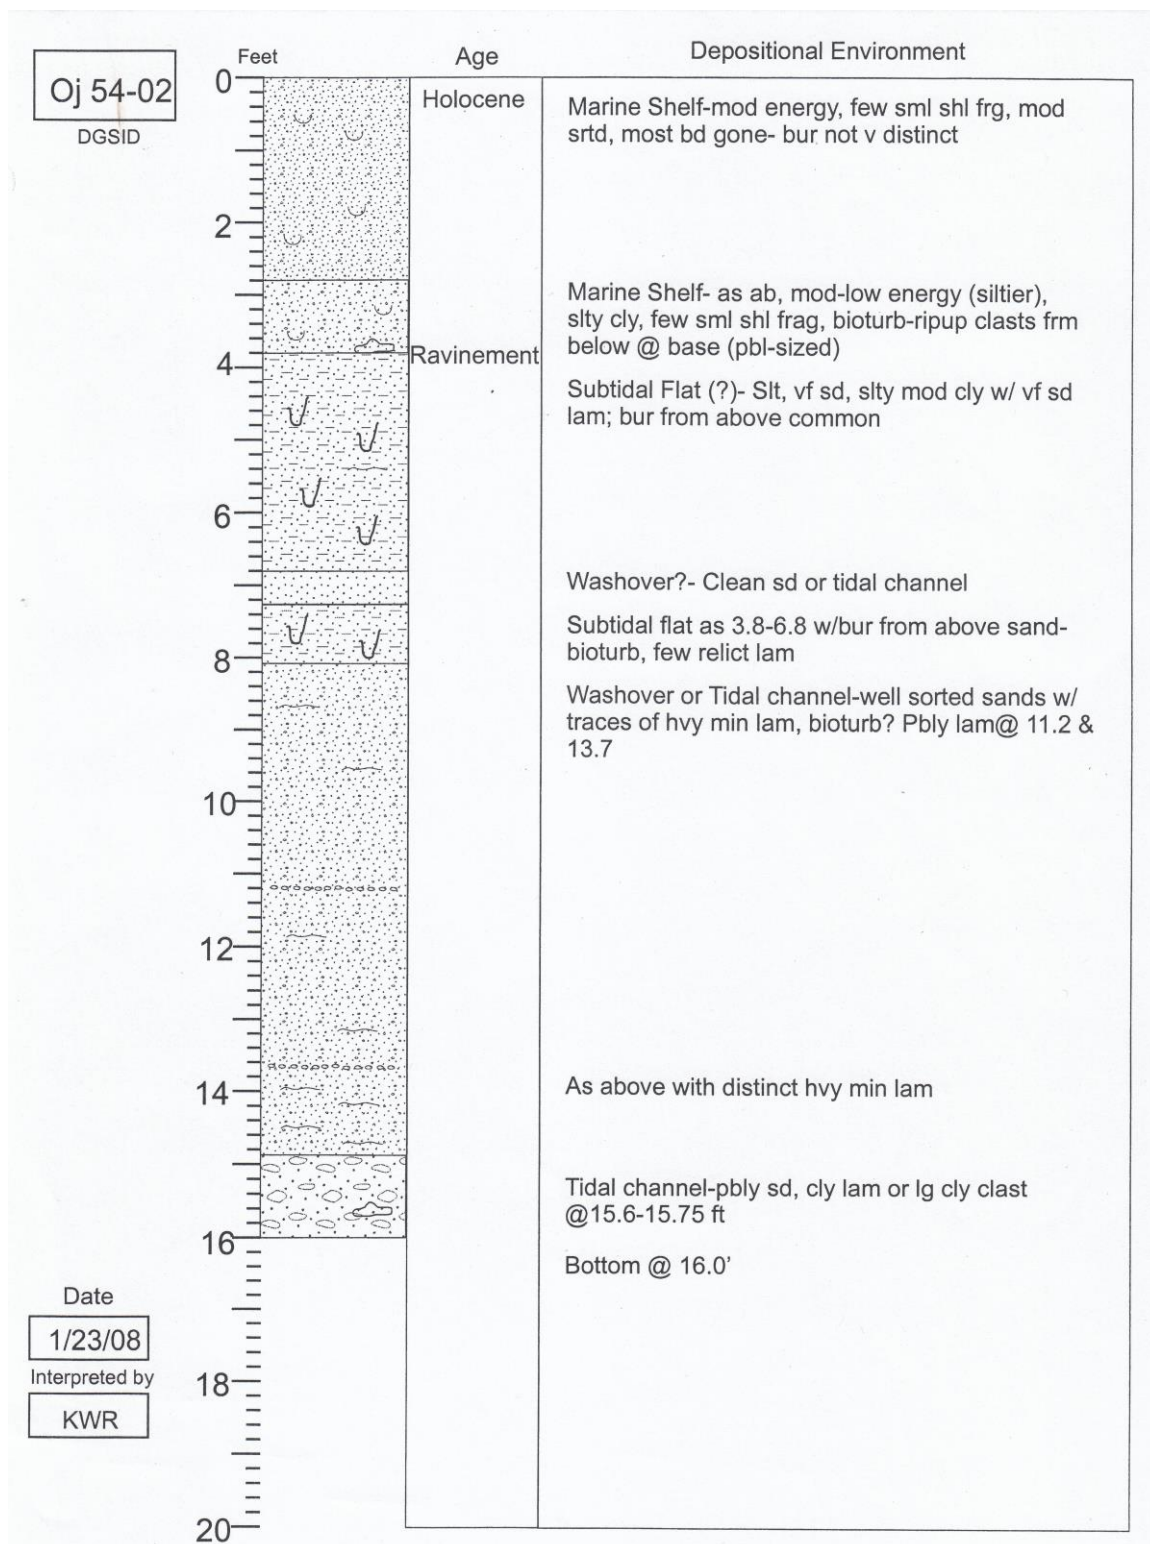 Feet
Age
Depositional Environment
Oj 54-02
DGSID
0
Holocene
Marine Shelf-mod energy, few sml shl frg, mod
srtd, most bd gone- bur not v distinct
2
Marine Shelf- as ab, mod-low energy (siltier),
slty cly, few sml shl frag, bioturb-ripup clasts frm
below @ base (pbl-sized)
4
Ravinement
Subtidal Flat (?)- Slt, vf sd, slty mod cly w/ vf sd
lam; bur from above common
6
Washover?- Clean sd or tidal channel
Subtidal flat as 3.8-6.8 w/bur from above sand-
bioturb, few relict lam
8
Washover or Tidal channel-well sorted sands w/
traces of hvy min lam, bioturb? Pbly lam@ 11.2 &
13.7
10
12
14
As above with distinct hvy min lam
Tidal channel-pbly sd, cly lam or lg cly clast
@15.6-15.75 ft
16
Bottom @ 16.0'
Date
1/23/08
Interpreted by
KWR
18
20